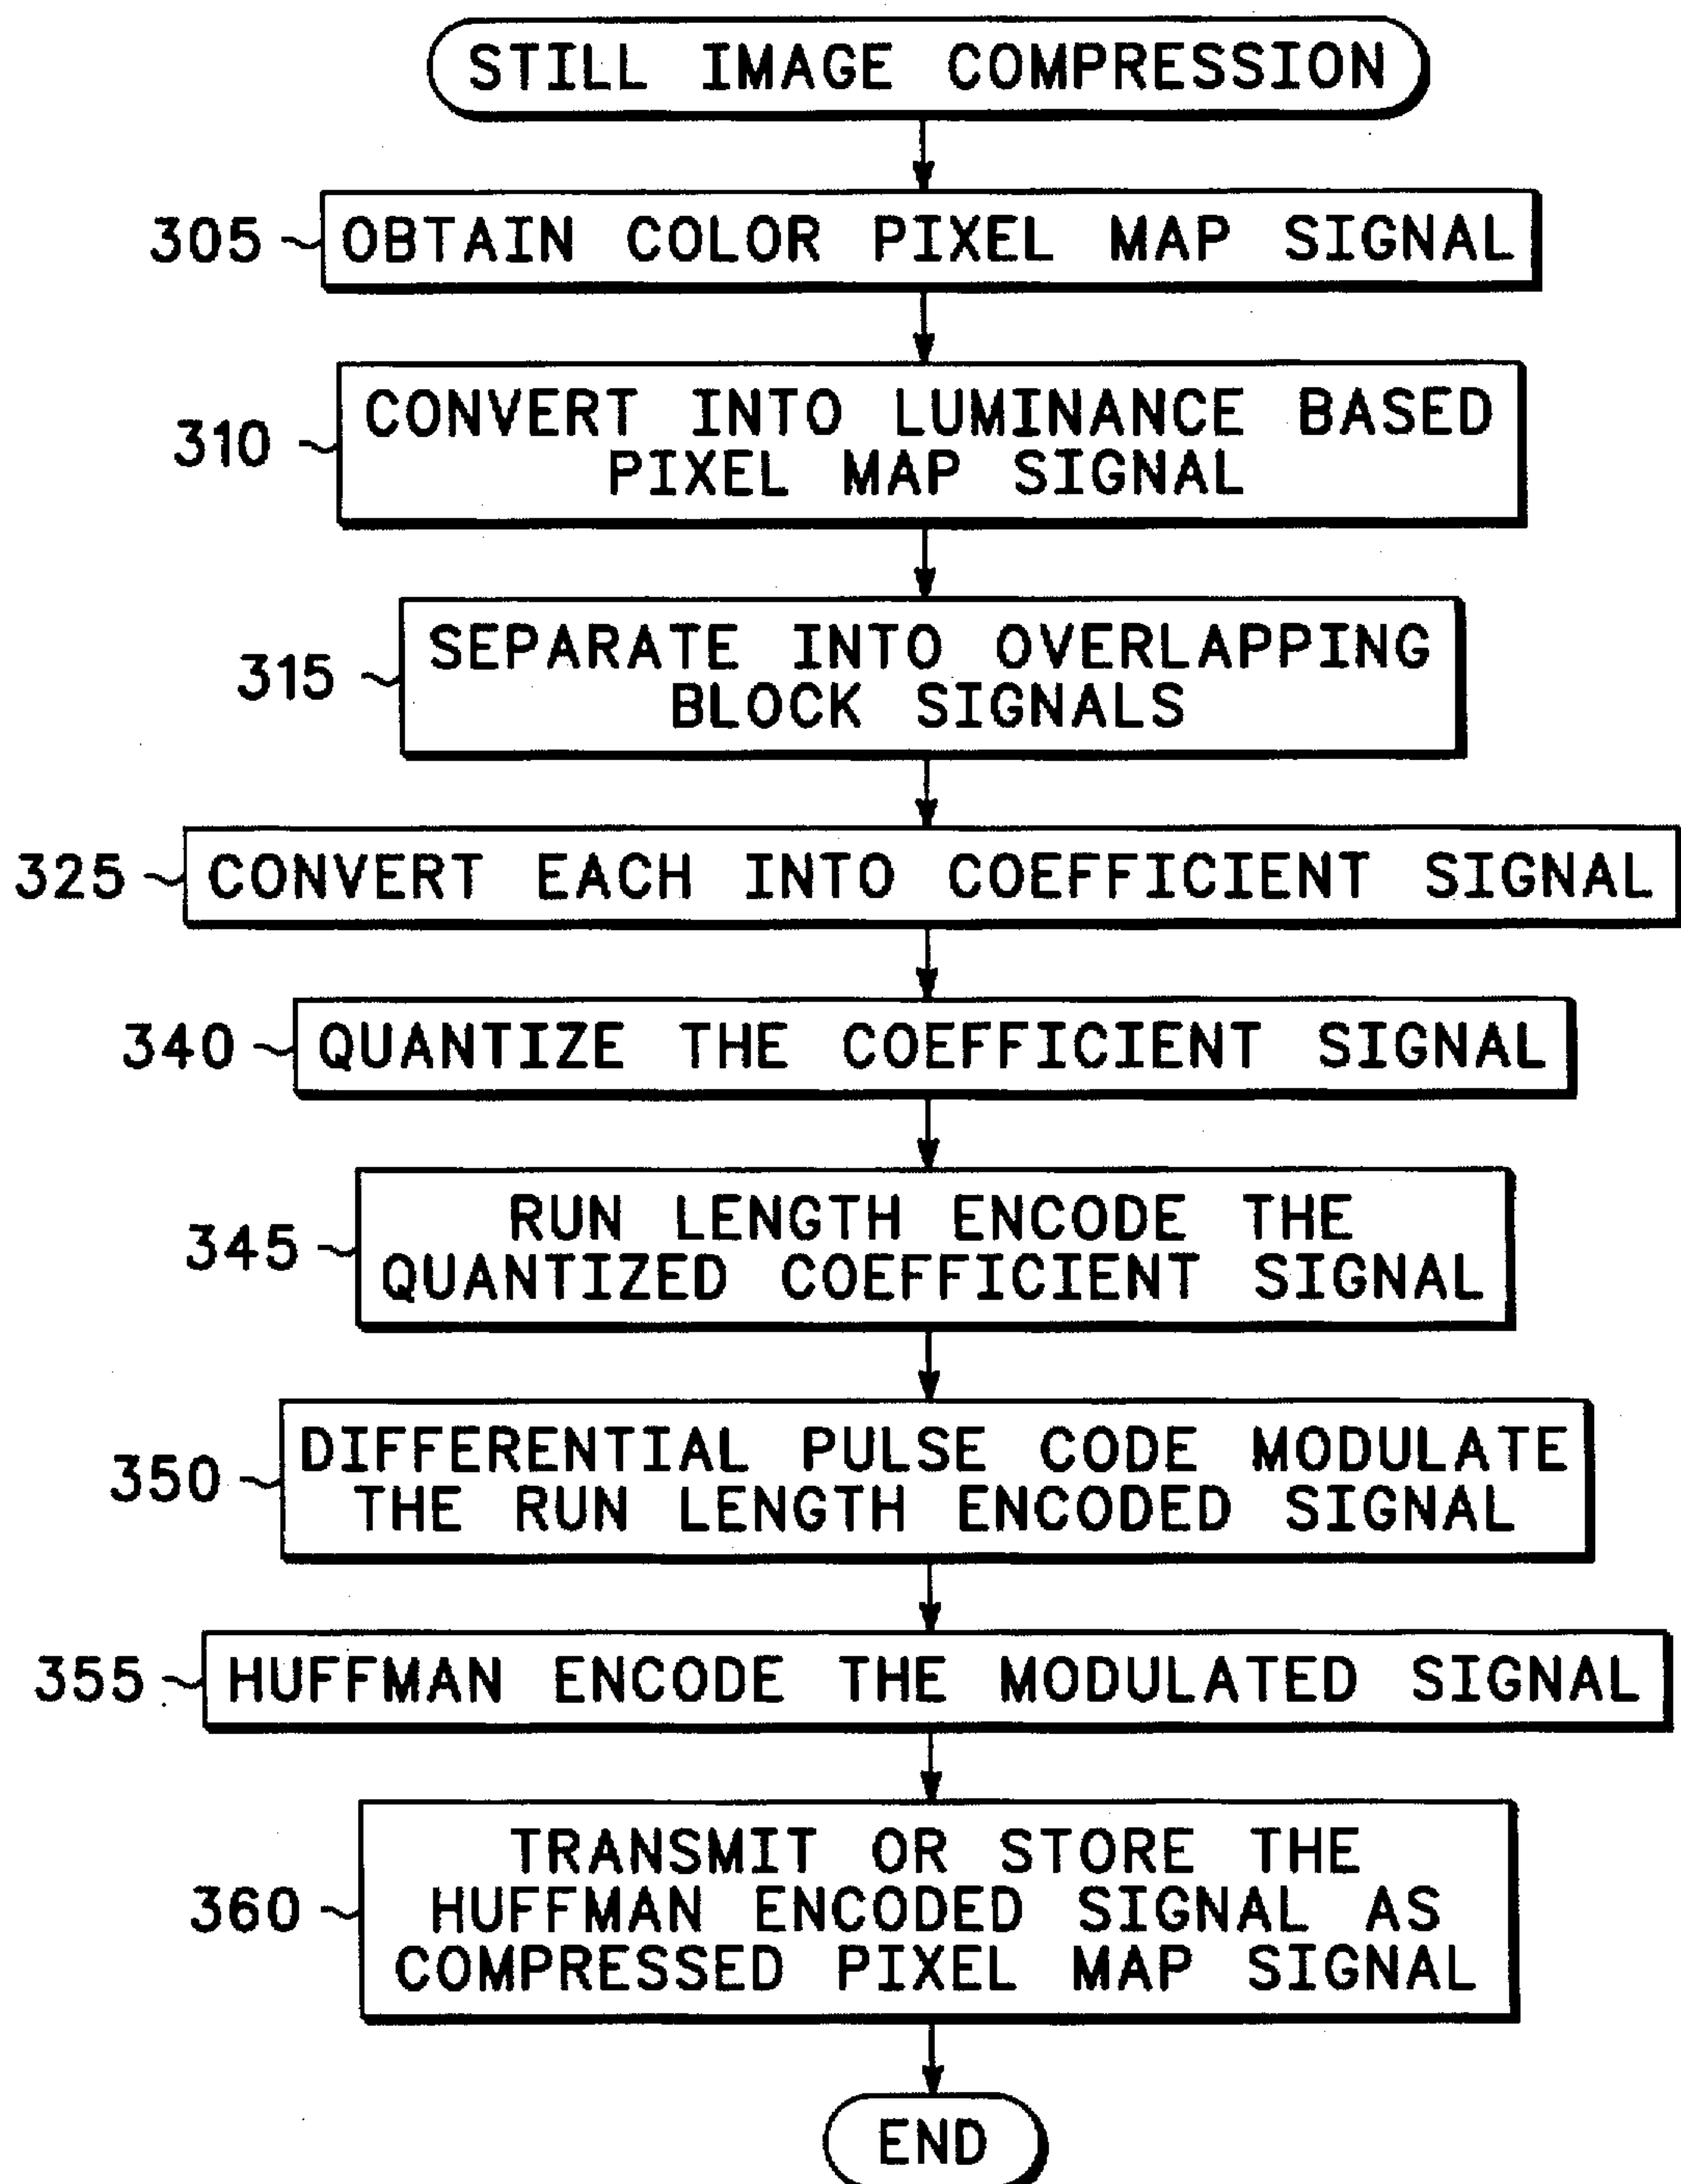 STILL IMAGE COMPRESSION
305
OBTAIN COLOR PIXEL MAP SIGNAL
310
CONVERT INTO LUMINANCE BASED
PIXEL MAP SIGNAL
315
SEPARATE INTO OVERLAPPING
BLOCK SIGNALS
325
CONVERT EACH INTO COEFFICIENT SIGNAL
340
QUANTIZE THE COEFFICIENT SIGNAL
345
RUN LENGTH ENCODE THE
QUANTIZED COEFFICIENT SIGNAL
350
DIFFERENTIAL PULSE CODE MODULATE
THE RUN LENGTH ENCODED SIGNAL
355
HUFFMAN ENCODE THE MODULATED SIGNAL
360
TRANSMIT OR STORE THE
HUFFMAN ENCODED SIGNAL AS
COMPRESSED PIXEL MAP SIGNAL
END